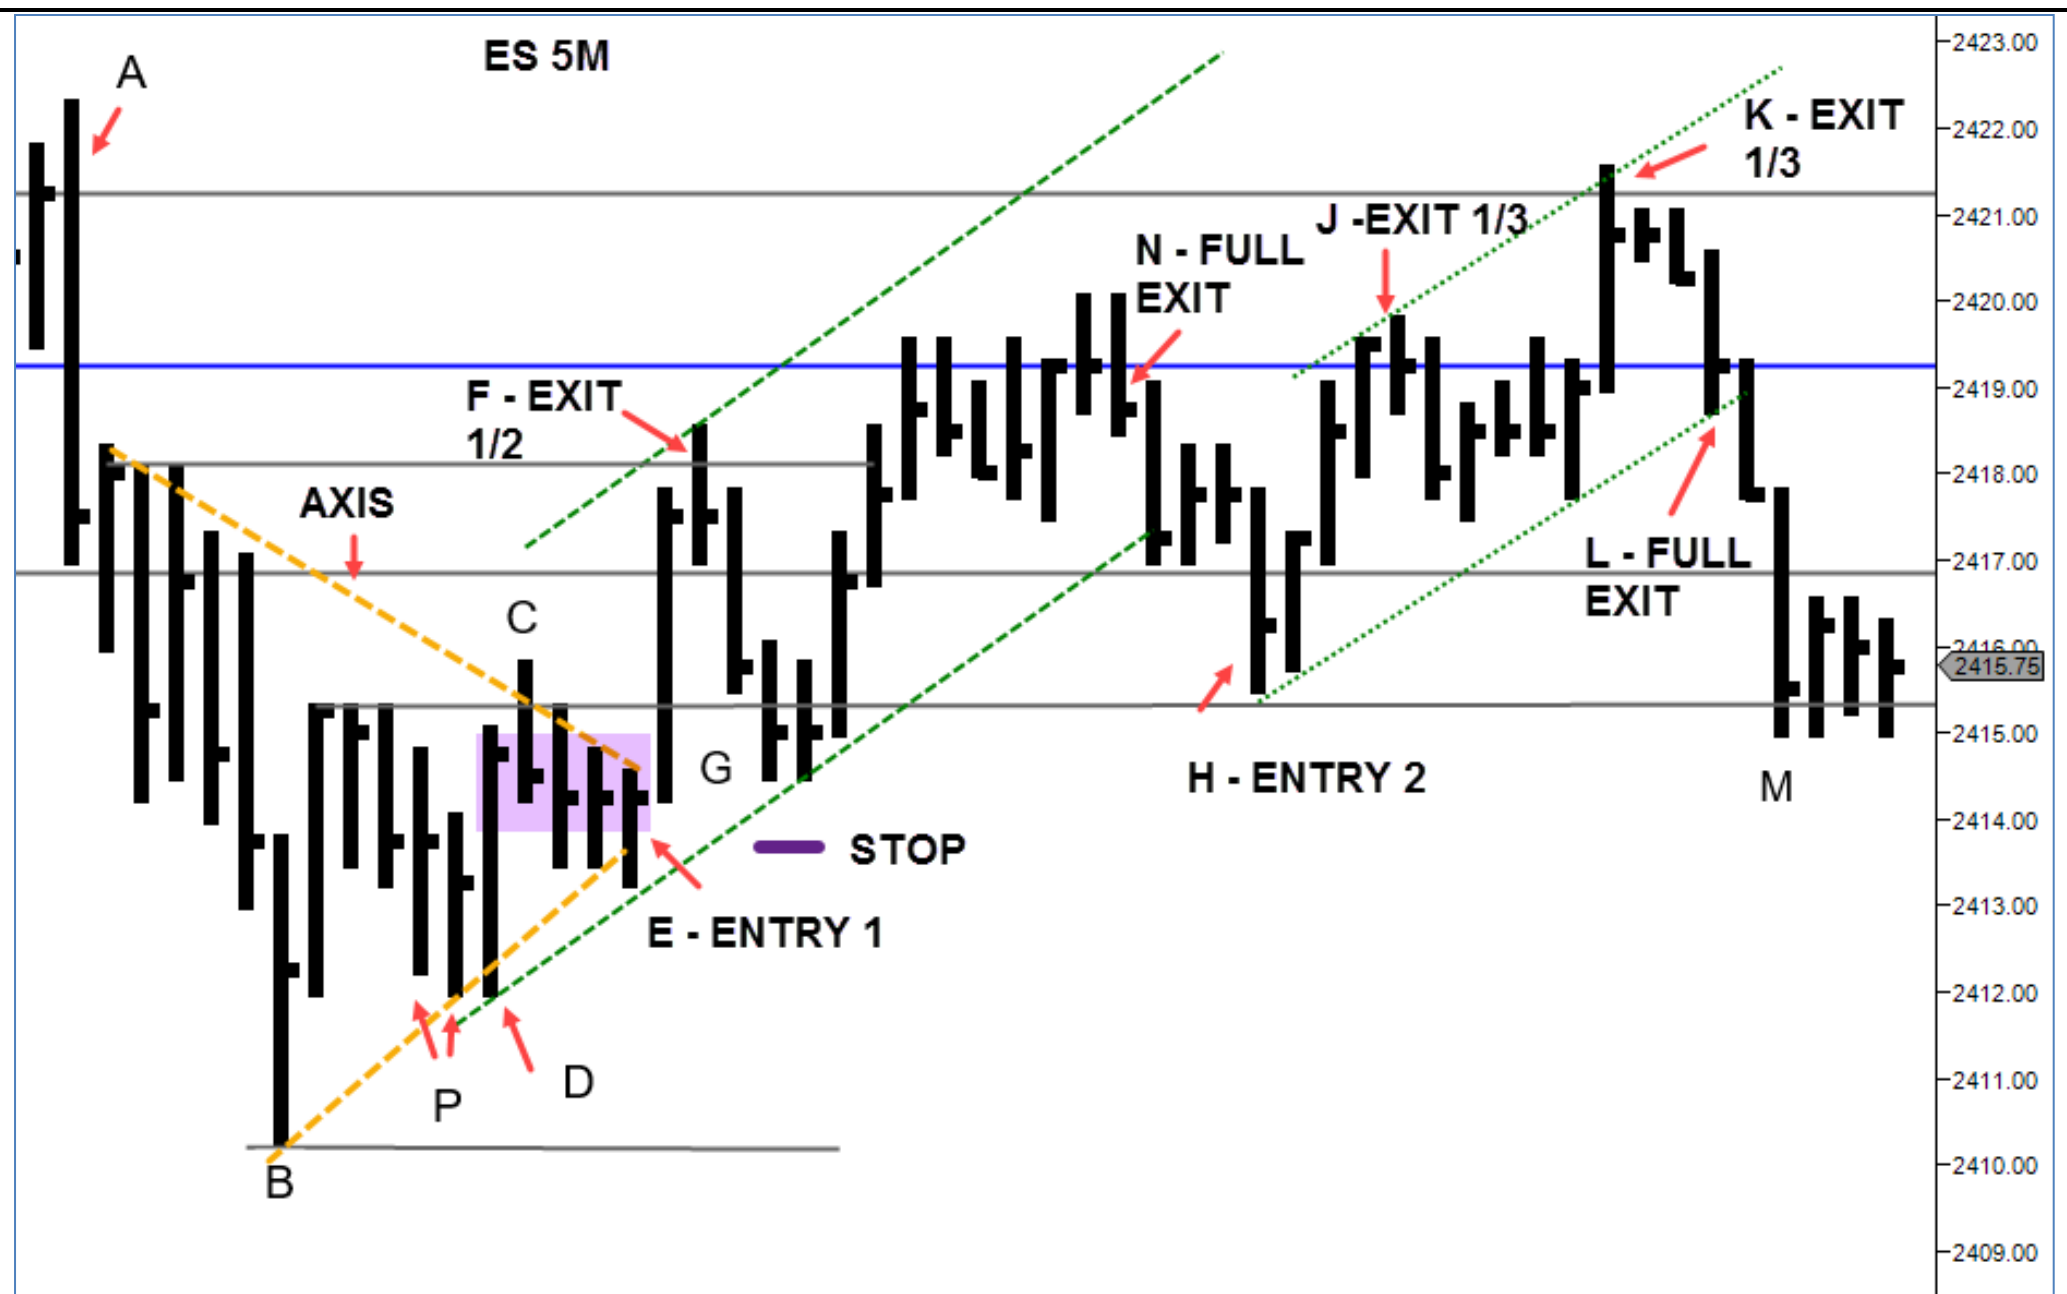 A
ES 5M
2423.00
K - EXIT
1/3
2422.00
J -EXIT 1/3
2421.00
N - FULL
EXIT
2420.00
F - EXIT
1/2
2419.00
AXIS
2418.00
L - FULL
EXIT
2417.00
C
2416.00
2415.75
G
H - ENTRY 2
M
2415.00
STOP
2414.00
E - ENTRY 1
2413.00
2412.00
P
D
2411.00
B
2410.00
2409.00